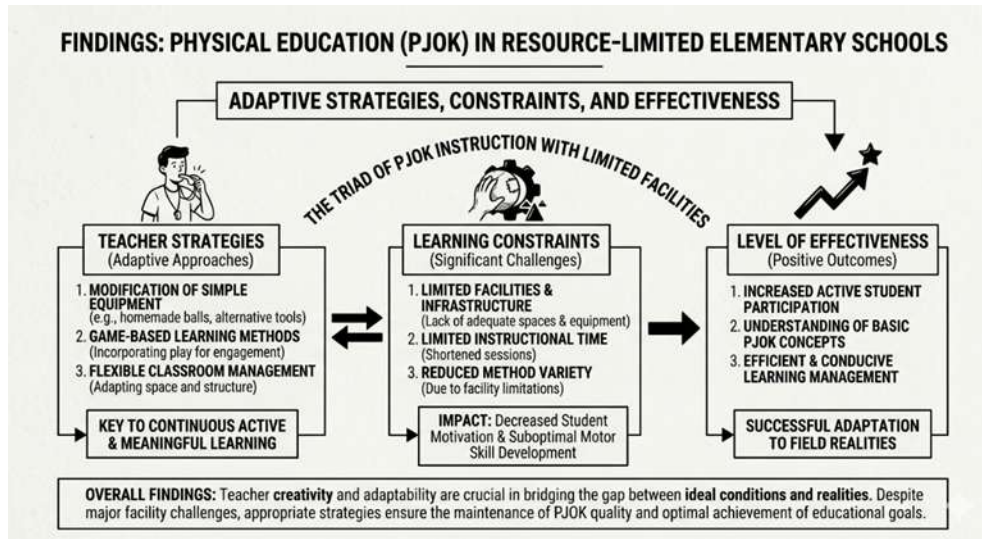 FINDINGS: PHYSICAL EDUCATION (PJOK) IN RESOURCE-LIMITED ELEMENTARY SCHOOLS
ADAPTIVE STRATEGIES, CONSTRAINTS, AND EFFECTIVENESS
THE TRIAD OF PJOK INSTRUCTION WITH LIMITED FACILITIES
TEACHER STRATEGIES
(Adaptive Approaches)
1. MODIFICATION OF SIMPLE
EQUIPMENT
(e.g., homemade balls, alternative tools)
2. GAME-BASED LEARNING METHODS
(Incorporating play for engagement)
3. FLEXIBLE CLASSROOM MANAGEMENT
(Adapting space and structure)
KEY TO CONTINUOUS ACTIVE
& MEANINGFUL LEARNING
LEARNING CONSTRAINTS
(Significant Challenges)
1. LIMITED FACILITIES &
INFRASTRUCTURE
(Lack of adequate spaces & equipment)
2. LIMITED INSTRUCTIONAL TIME
(Shortened sessions)
3. REDUCED METHOD VARIETY
(Due to facility limitations)
IMPACT: Decreased Student
Motivation & Suboptimal Motor
Skill Development
LEVEL OF EFFECTIVENESS
(Positive Outcomes)
1. INCREASED ACTIVE STUDENT
PARTICIPATION
2. UNDERSTANDING OF BASIC
PJOK CONCEPTS
3. EFFICIENT & CONDUCIVE
LEARNING MANAGEMENT
SUCCESSFUL ADAPTATION
TO FIELD REALITIES
OVERALL FINDINGS: Teacher creativity and adaptability are crucial in bridging the gap between ideal conditions and realities. Despite
major facility challenges, appropriate strategies ensure the maintenance of PJOK quality and optimal achievement of educational goals.